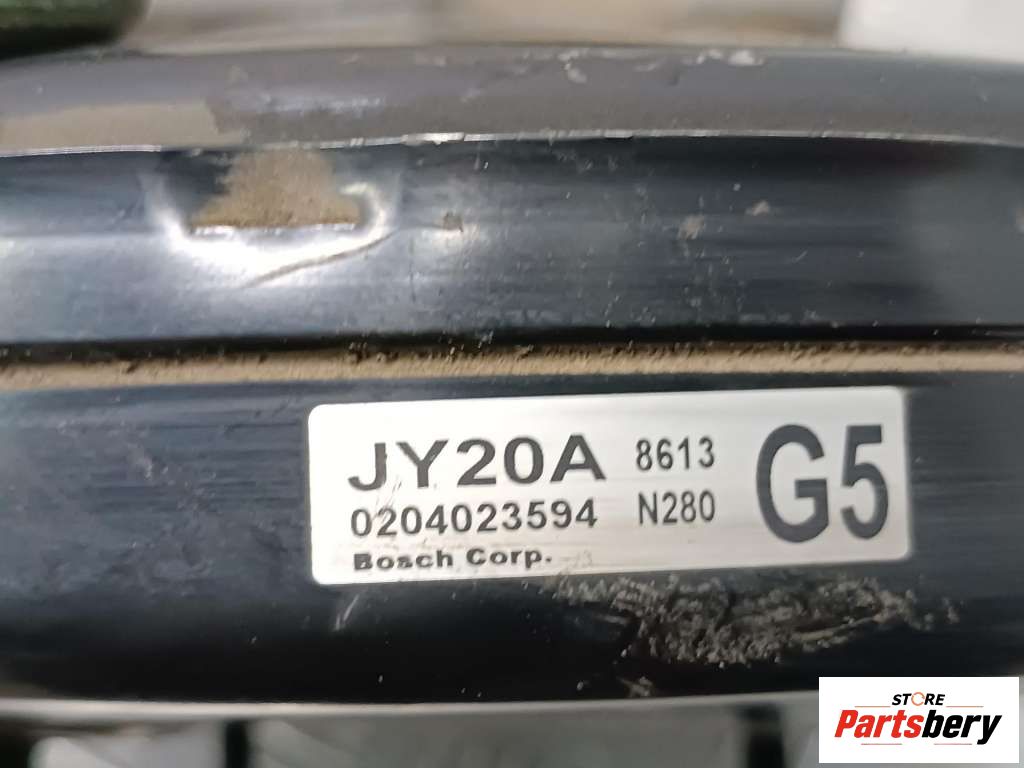 JY20A 8613 G5
0204023594 N280
Bosch Corp.
STORE
Partsbery